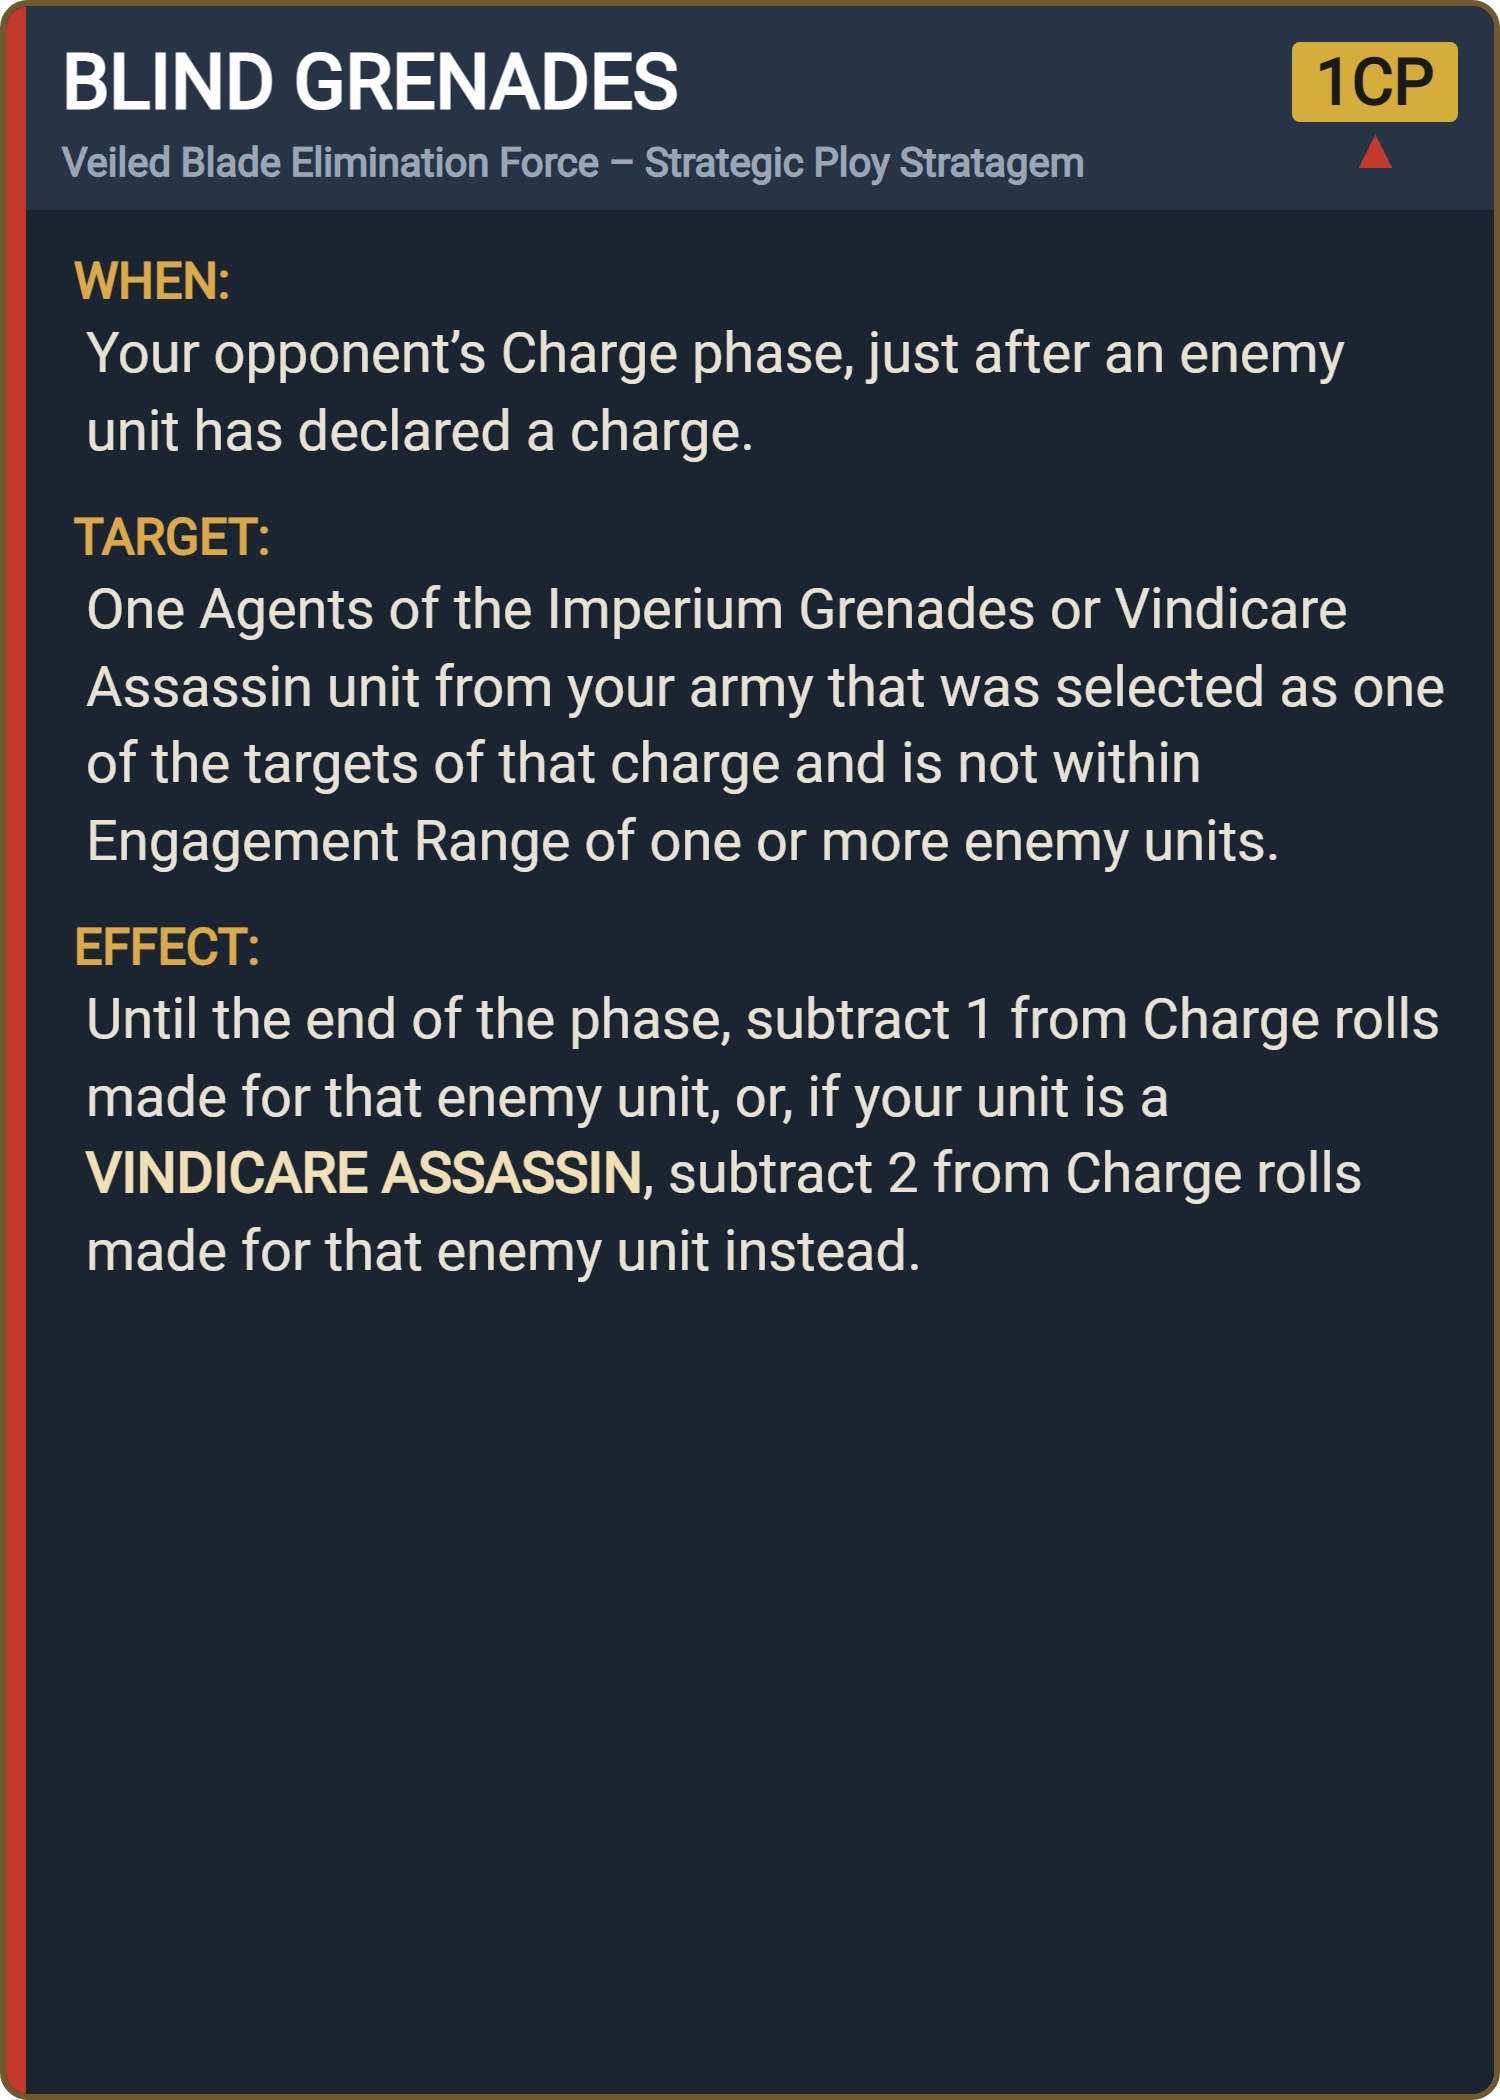 BLIND GRENADES
1CP
Veiled Blade Elimination Force – Strategic Ploy Stratagem
WHEN:
Your opponent’s Charge phase, just after an enemy
unit has declared a charge.
TARGET:
One Agents of the Imperium Grenades or Vindicare
Assassin unit from your army that was selected as one
of the targets of that charge and is not within
Engagement Range of one or more enemy units.
EFFECT:
Until the end of the phase, subtract 1 from Charge rolls
made for that enemy unit, or, if your unit is a
VINDICARE ASSASSIN, subtract 2 from Charge rolls
made for that enemy unit instead.